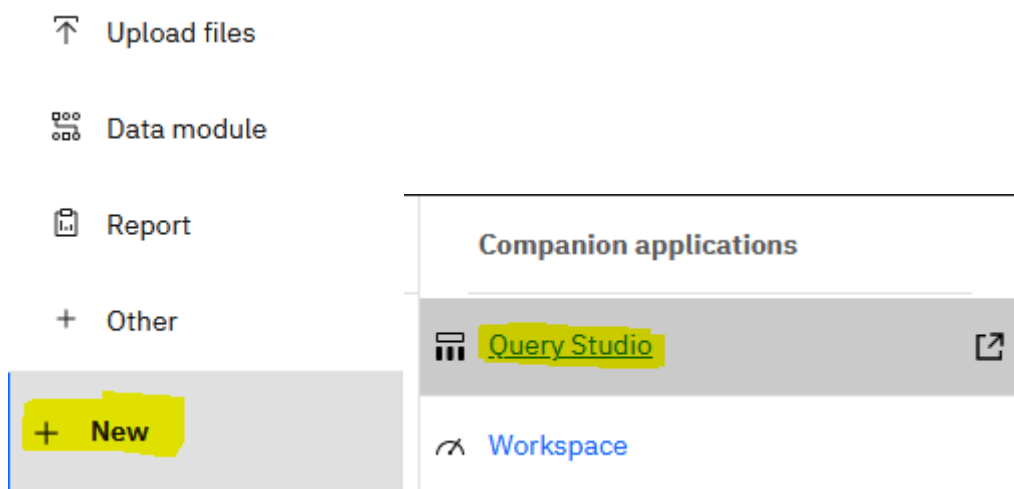 Upload files
Data module
Report
+ Other
+ New
Companion applications
Query Studio
Workspace